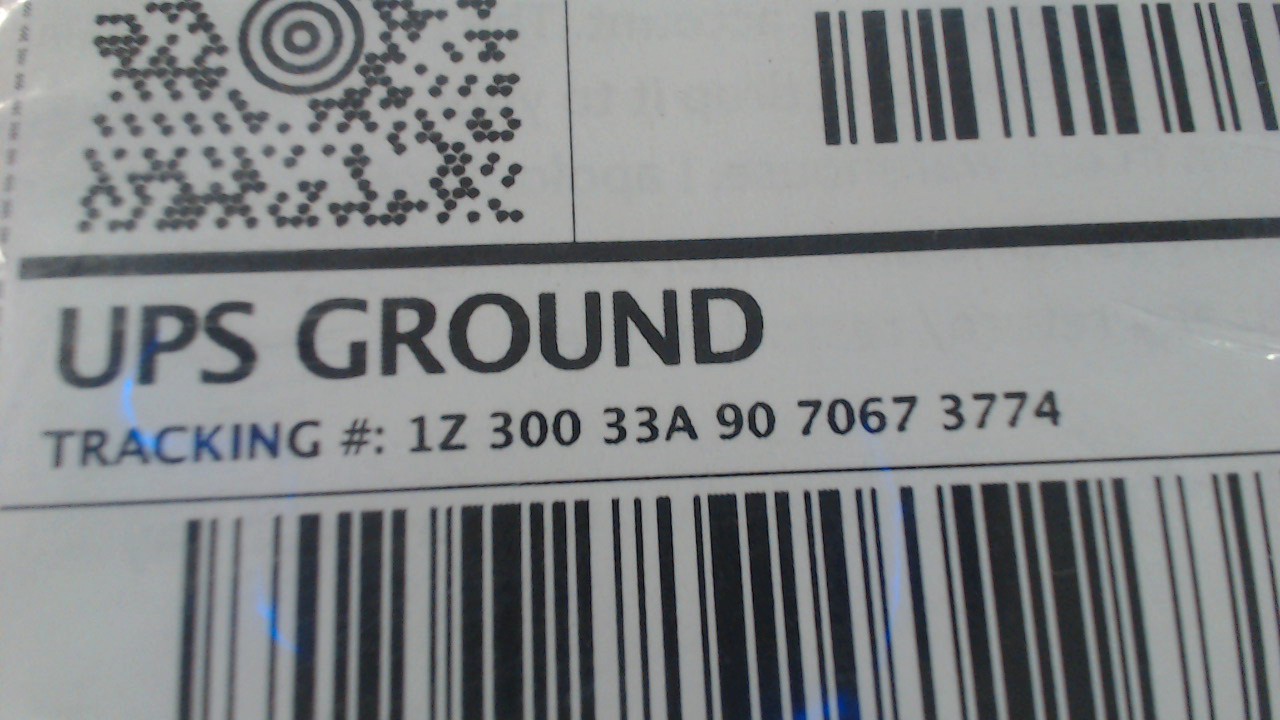 UPS GROUND
TRACKING #: 1Z 300 33A 90 7067 3774